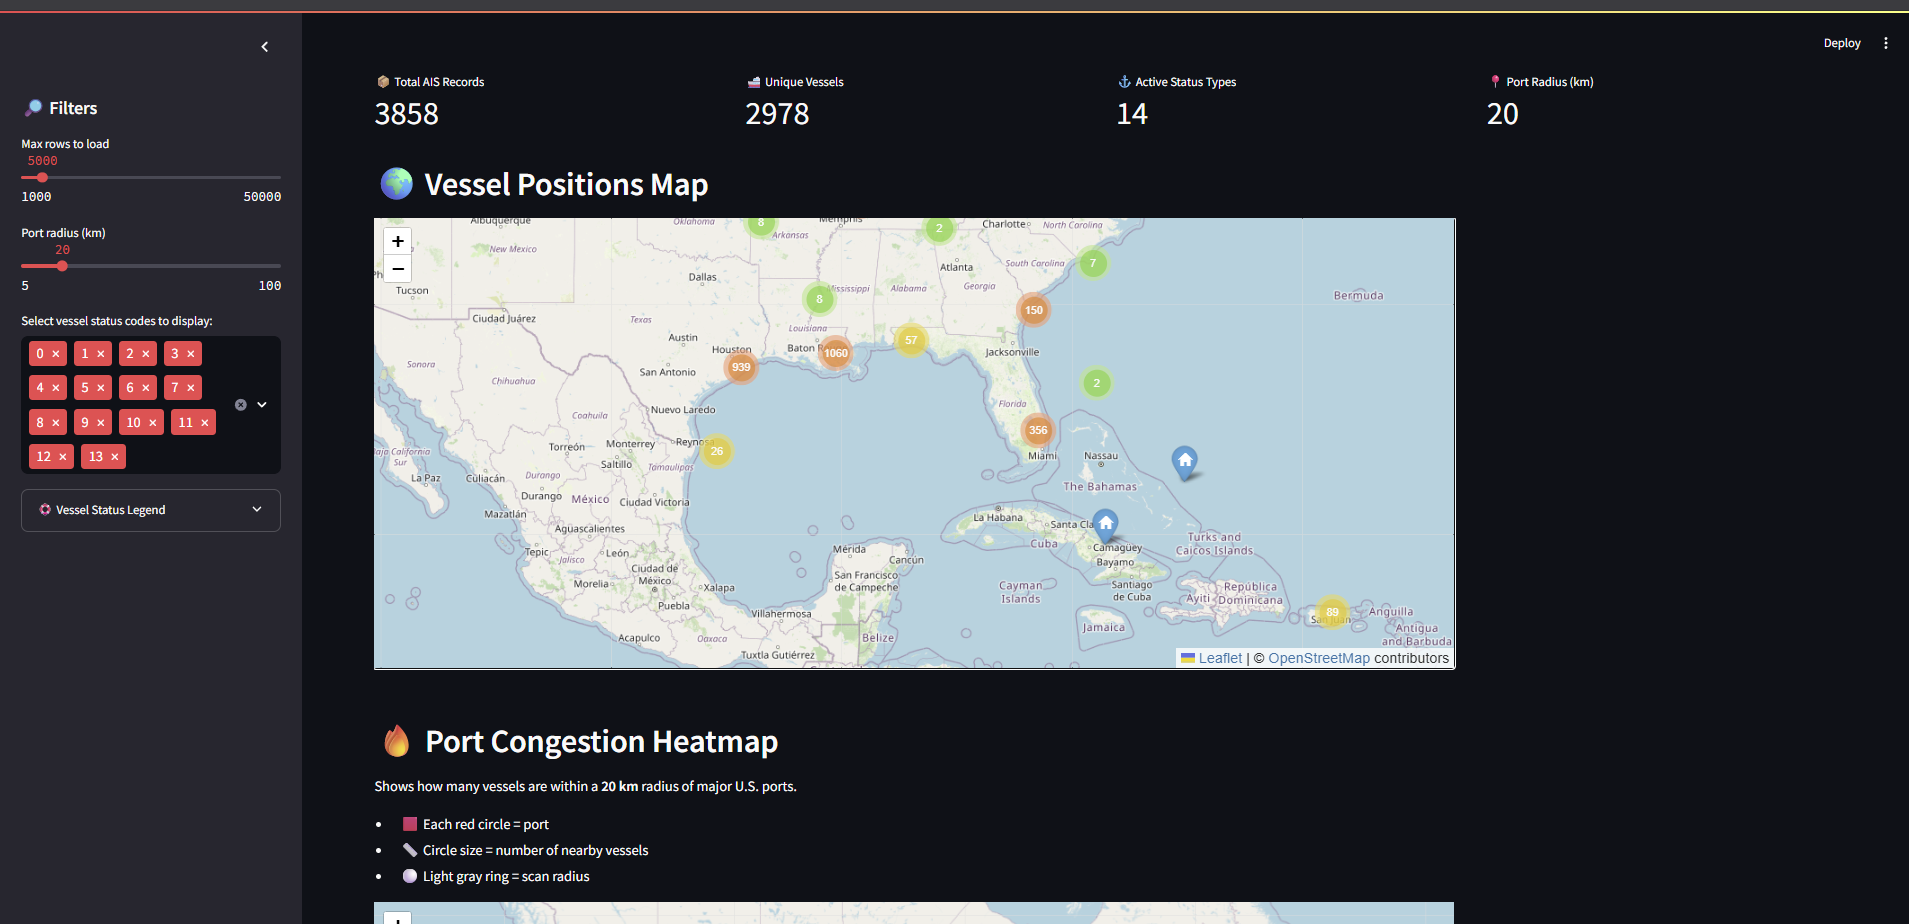 Deploy
Filters
Max rows to load
5000
1000 50000
Port radius (km)
20
5 100
Select vessel status codes to display:
0 × 1 × 2 × 3 ×
4 × 5 × 6 × 7 ×
8 × 9 × 10 × 11 ×
12 × 13 ×
Vessel Status Legend
Total AIS Records
3858
Unique Vessels
2978
Active Status Types
14
Port Radius (km)
20
Vessel Positions Map
+
−
Albuquerque
Oklahoma
8
Arkansas
Memphis
2
Charlotte
North Carolina
New Mexico
Atlanta
South Carolina
7
Dallas
Tucson
Mississippi
Alabama
Georgia
Bermuda
8
150
Ciudad Juárez
Texas
Louisiana
Austin
57
Houston
Baton R
1060
Jacksonville
939
Sonora
San Antonio
Chihuahua
2
Florida
Nuevo Laredo
Coahuila
356
Reynosa
26
Monterrey
Torreón
Miami
Nassau
aja California
Sur
Saltillo
Tamaulipas
La Paz
Culiacán
Durango
The Bahamas
Durango
México
Ciudad Victoria
Mazatlán
La Habana
Santa Cla
Aguascalientes
Cuba
Camagüey
Turks and
Caicos Islands
Tepic
León
Jalisco
Mérida
Cancún
Bayamo
Ciudad de
México
Morelia
Xalapa
San Francisco
de Campeche
Cayman
Islands
Santiago
de Cuba
Ayiti
República
Dominicana
Puebla
Villahermosa
89
San Juan
Anguilla
Acapulco
Oaxaca
Belize
Jamaica
Antigua
and Barbuda
Tuxtla Gutiérrez
Leaflet | © OpenStreetMap contributors
Port Congestion Heatmap
Shows how many vessels are within a 20 km radius of major U.S. ports.
• Each red circle = port
• Circle size = number of nearby vessels
• Light gray ring = scan radius
+